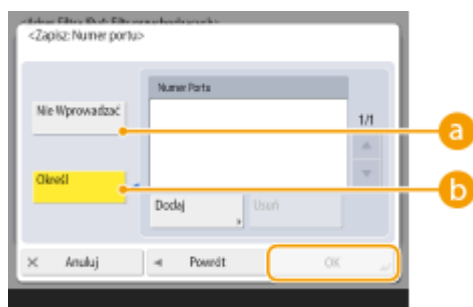 <Zapisz: Numer portu>
Numer Portu
Nie Wprowadzać
1/1
a
Określ
b
Dodaj
Usuń
Anuluj
Powrót
OK